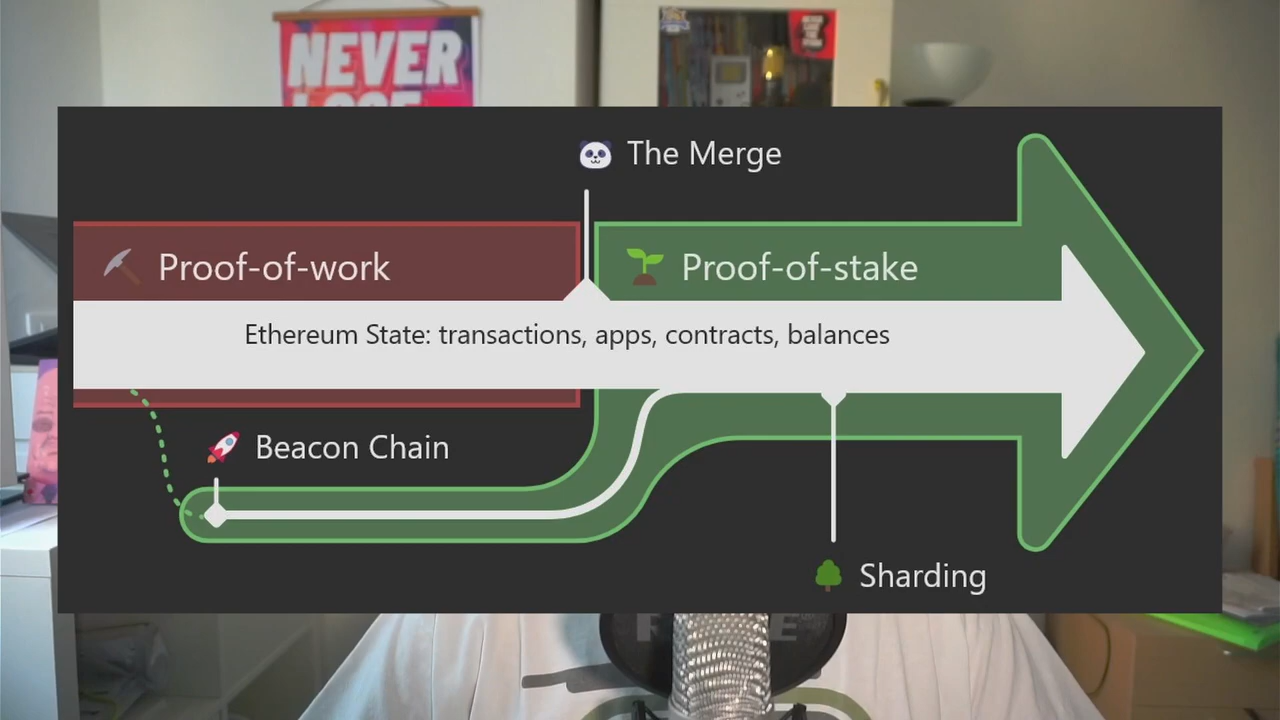 NEVER
The Merge
Proof-of-work
Proof-of-stake
Ethereum State: transactions, apps, contracts, balances
Beacon Chain
Sharding